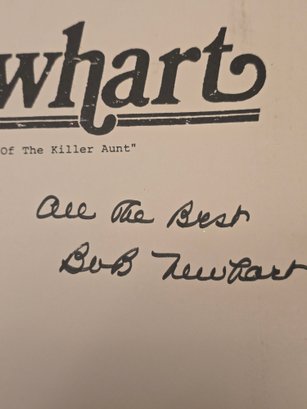 whart
Of The Killer Aunt"
All The Best
Bob Newhart